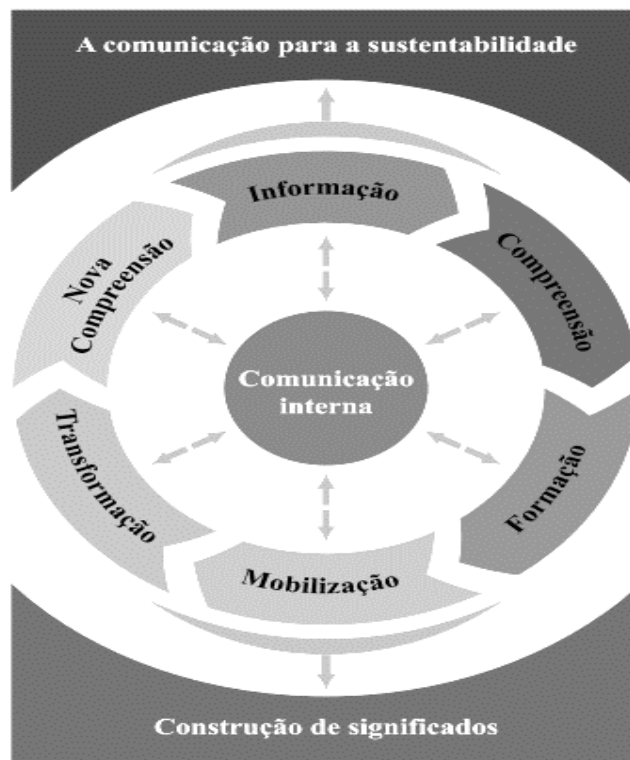 A comunicação para a sustentabilidade
Informação
Compreensão
Formação
Mobilização
Transformação
Nova
Compreensão
Comunicação
interna
Construção de significados